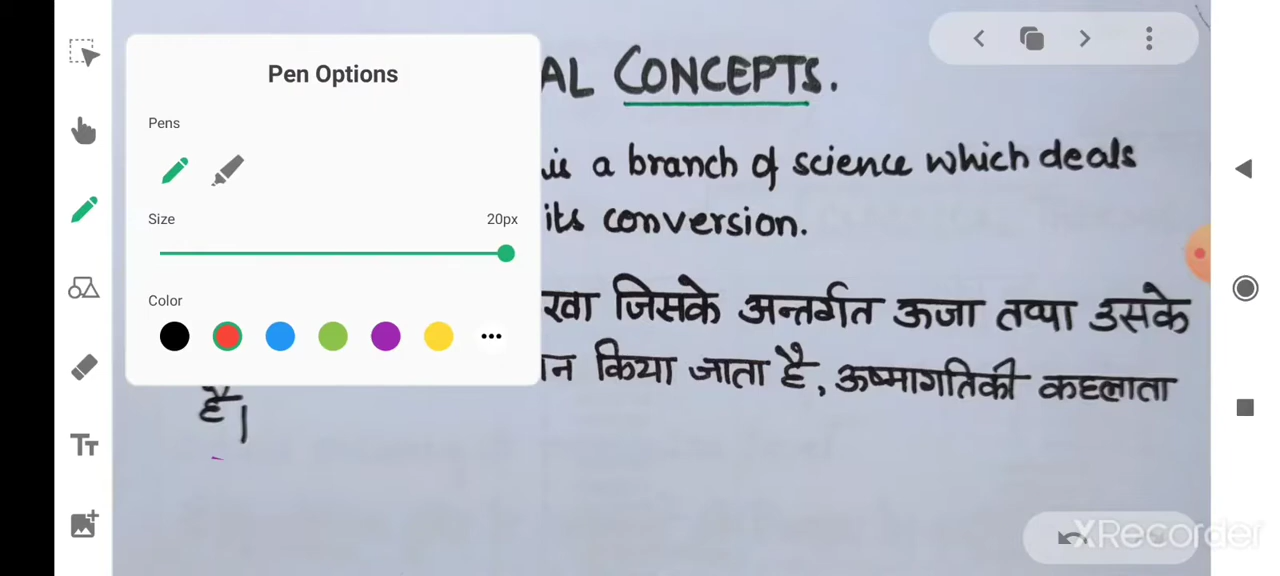 Pen Options
AL CONCEPTS.
Pens
is a branch of science which deals
Size 20px
its conversion.
Color
खा जिसके अन्तर्गत ऊजा तथा उसके
न किया जाता है, ऊष्मागतिकी कहलाता
है।
XRecorder